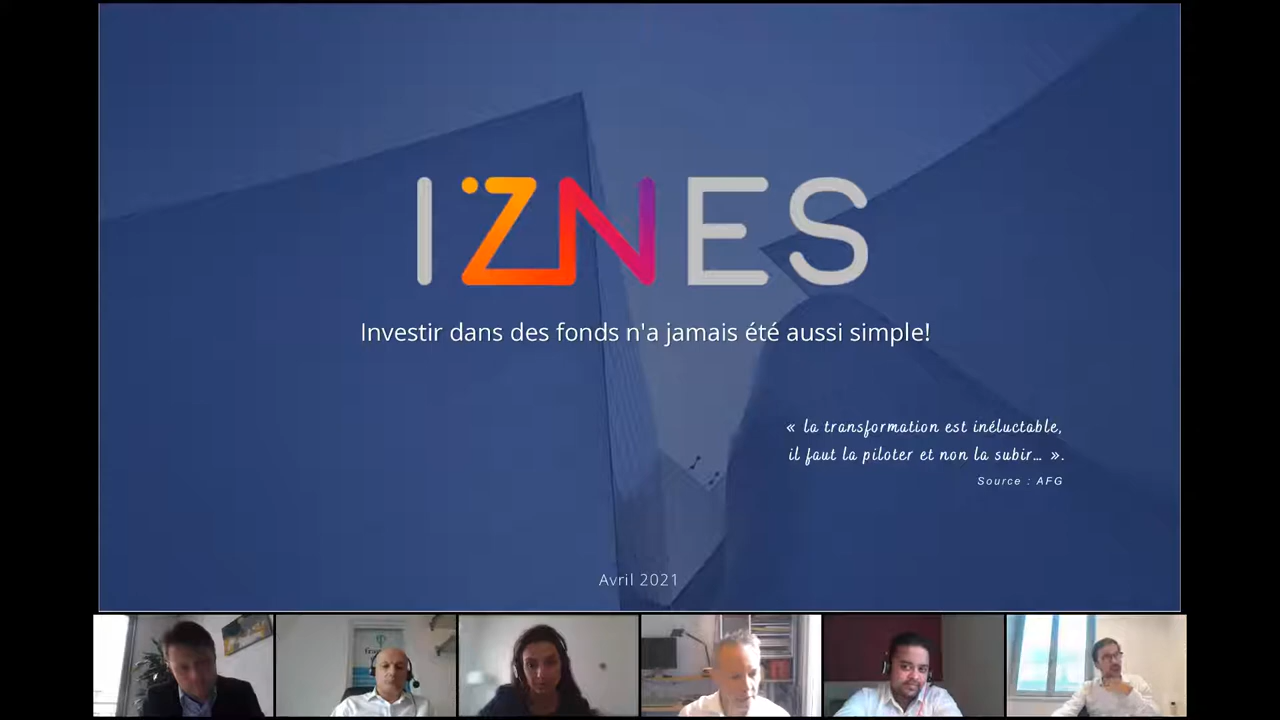 IZNES
Investir dans des fonds n'a jamais été aussi simple!
« la transformation est inéluctable,
il faut la piloter et non la subir... ».
Source : AFG
Avril 2021